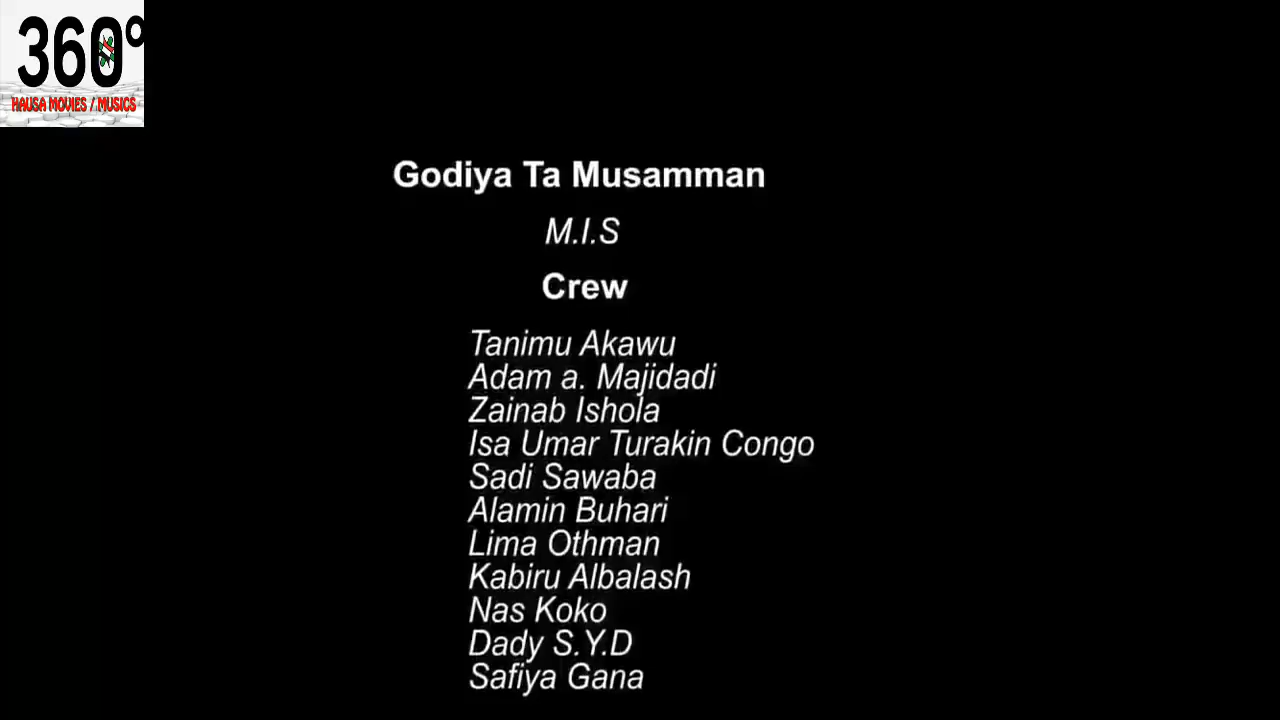 360°
HAUSA MOVIES / MUSICS
Godiya Ta Musamman
M.I.S
Crew
Tanimu Akawu
Adam a. Majidadi
Zainab Ishola
Isa Umar Turakin Congo
Sadi Sawaba
Alamin Buhari
Lima Othman
Kabiru Albalash
Nas Koko
Dady S.Y.D
Safiya Gana